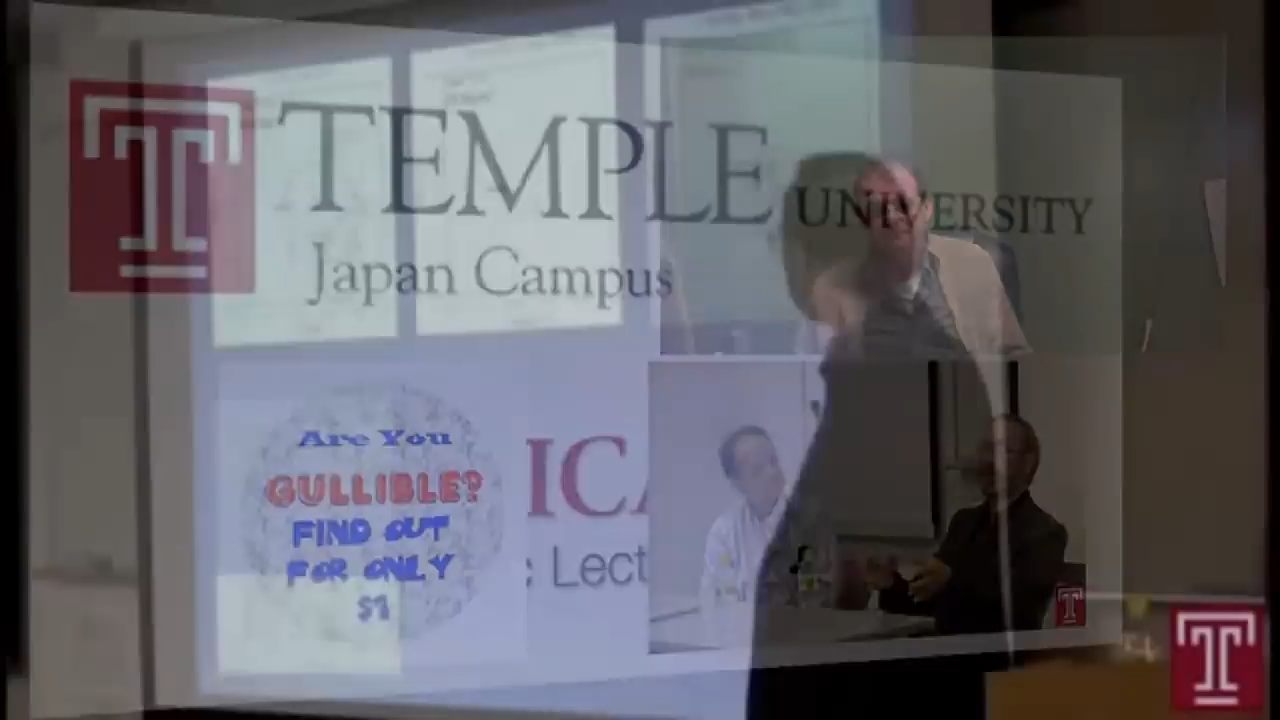 T TEMPLE UNIVERSITY
Japan Campus
Are You
GULLIBLE?
FIND OUT
FOR ONLY
$1
ICA
Lect
T
T